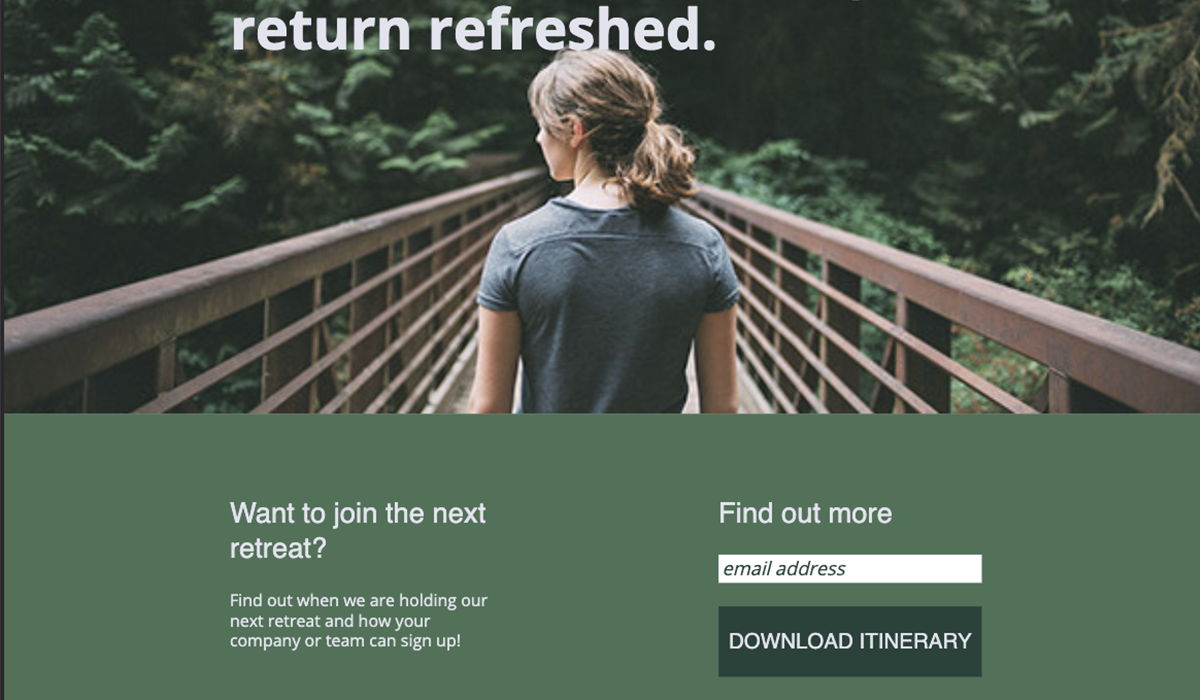 return refreshed.
Want to join the next
retreat?
Find out when we are holding our
next retreat and how your
company or team can sign up!
Find out more
email address
DOWNLOAD ITINERARY